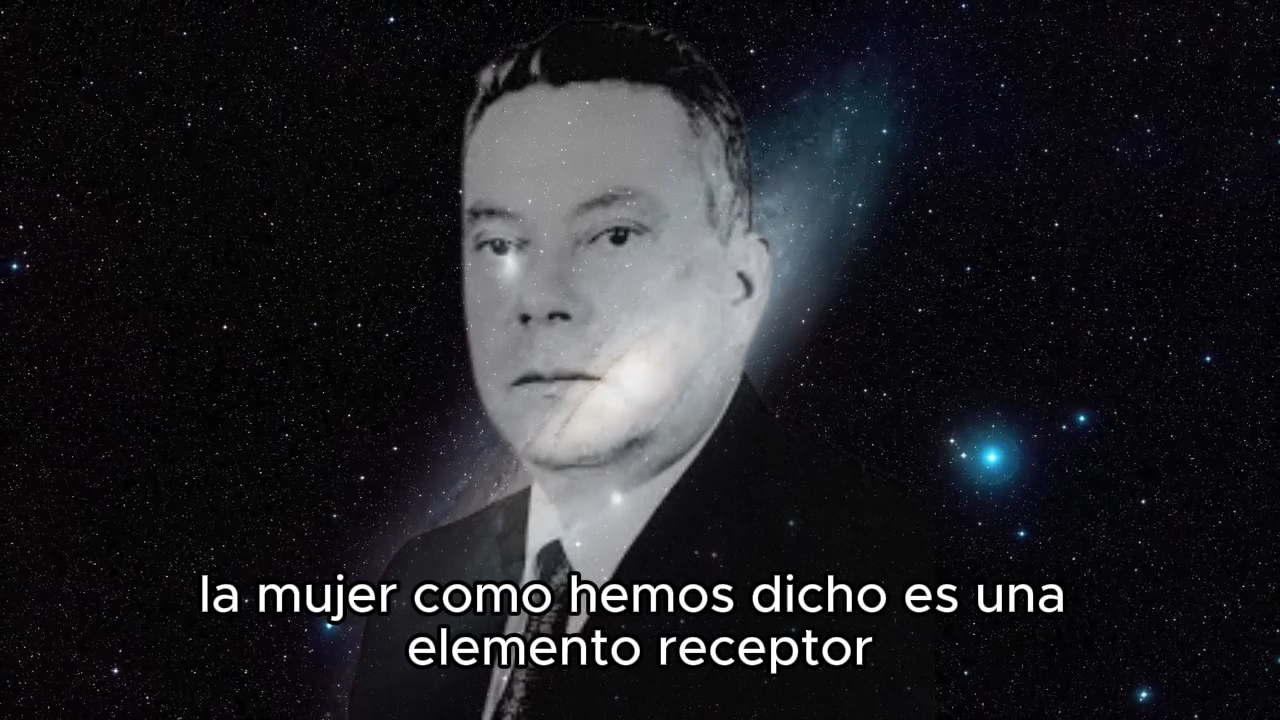 la mujer como hemos dicho es una
elemento receptor